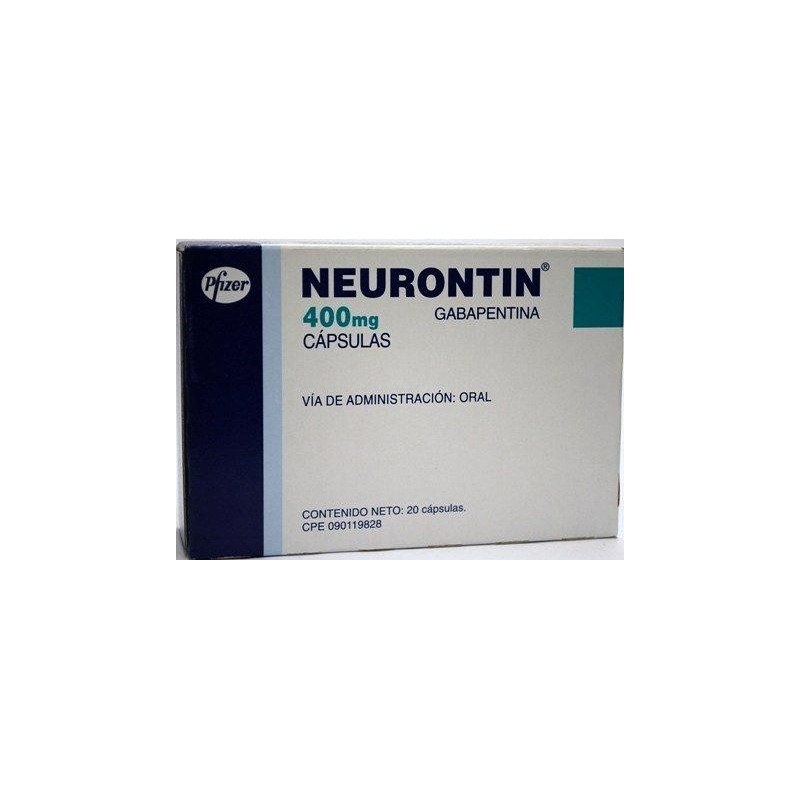 Pfizer
NEURONTIN®
400mg GABAPENTINA
CÁPSULAS
VÍA DE ADMINISTRACIÓN: ORAL
CONTENIDO NETO: 20 cápsulas.
CPE 090119828